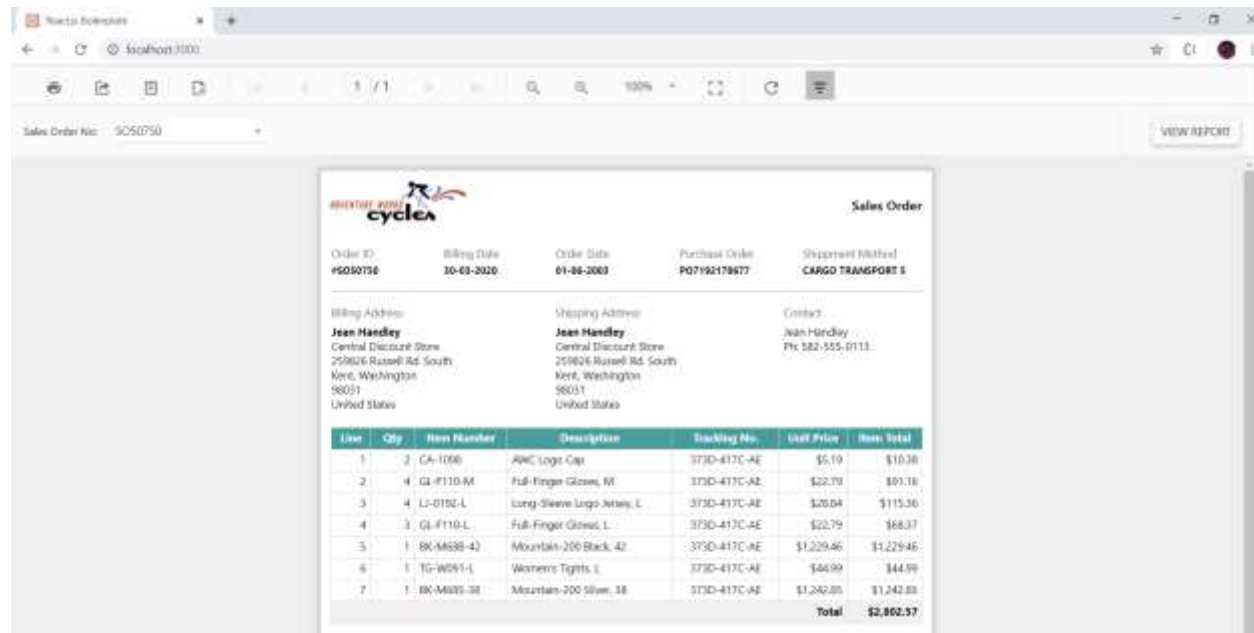 Reactjs Boilerplate
localhost:3000
1 / 1
100%
Sales Order No: SO50750
VIEW REPORT
ADVENTURE WORKS
cycles
Sales Order
Order ID Billing Date Order Date Purchase Order Shippment Method
#SO50750 30-03-2020 01-06-2003 PO7192170677 CARGO TRANSPORT 5
Billing Address Shipping Address Contact
Jean Handley Jean Handley Jean Handley
Central Discount Store Central Discount Store Ph: 582-555-0113
259826 Russell Rd. South 259826 Russell Rd. South
Kent, Washington Kent, Washington
98031 98031
United States United States
Line Qty Item Number Description Tracking No. Unit Price Item Total
1 2 CA-1098 AWC Logo Cap 373D-417C-AE $5.19 $10.38
2 4 GL-F110-M Full-Finger Gloves, M 373D-417C-AE $22.79 $91.16
3 4 LJ-0192-L Long-Sleeve Logo Jersey, L 373D-417C-AE $28.84 $115.36
4 3 GL-F110-L Full-Finger Gloves, L 373D-417C-AE $22.79 $68.37
5 1 BK-M68B-42 Mountain-200 Black, 42 373D-417C-AE $1,229.46 $1,229.46
6 1 TG-W091-L Women's Tights, L 373D-417C-AE $44.99 $44.99
7 1 BK-M68S-38 Mountain-200 Silver, 38 373D-417C-AE $1,242.85 $1,242.85
Total $2,802.57